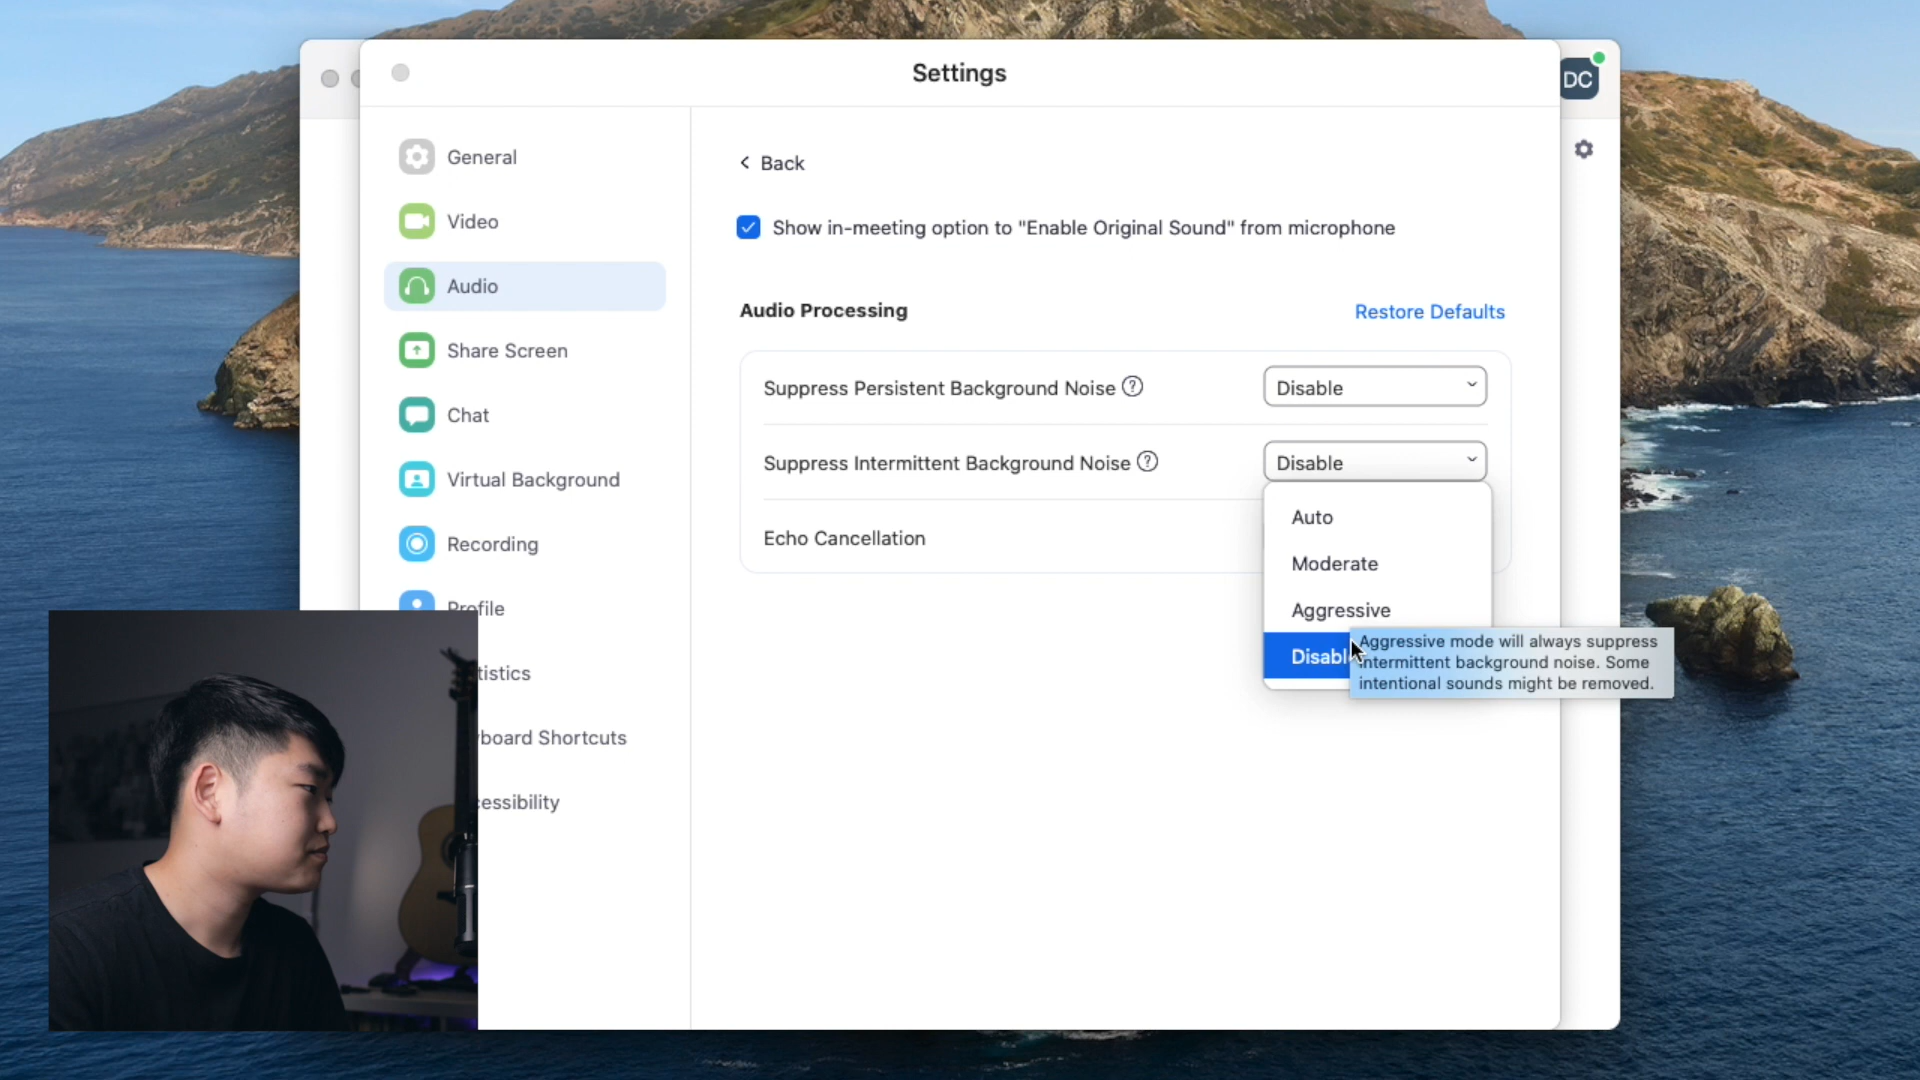 Settings
DC
General
Video
Audio
Share Screen
Chat
Virtual Background
Recording
Profile
tistics
board Shortcuts
cessibility
Back
Show in-meeting option to "Enable Original Sound" from microphone
Audio Processing
Restore Defaults
Suppress Persistent Background Noise ?
Disable
Suppress Intermittent Background Noise ?
Disable
Echo Cancellation
Auto
Moderate
Aggressive
Disabl
Aggressive mode will always suppress
intermittent background noise. Some
intentional sounds might be removed.